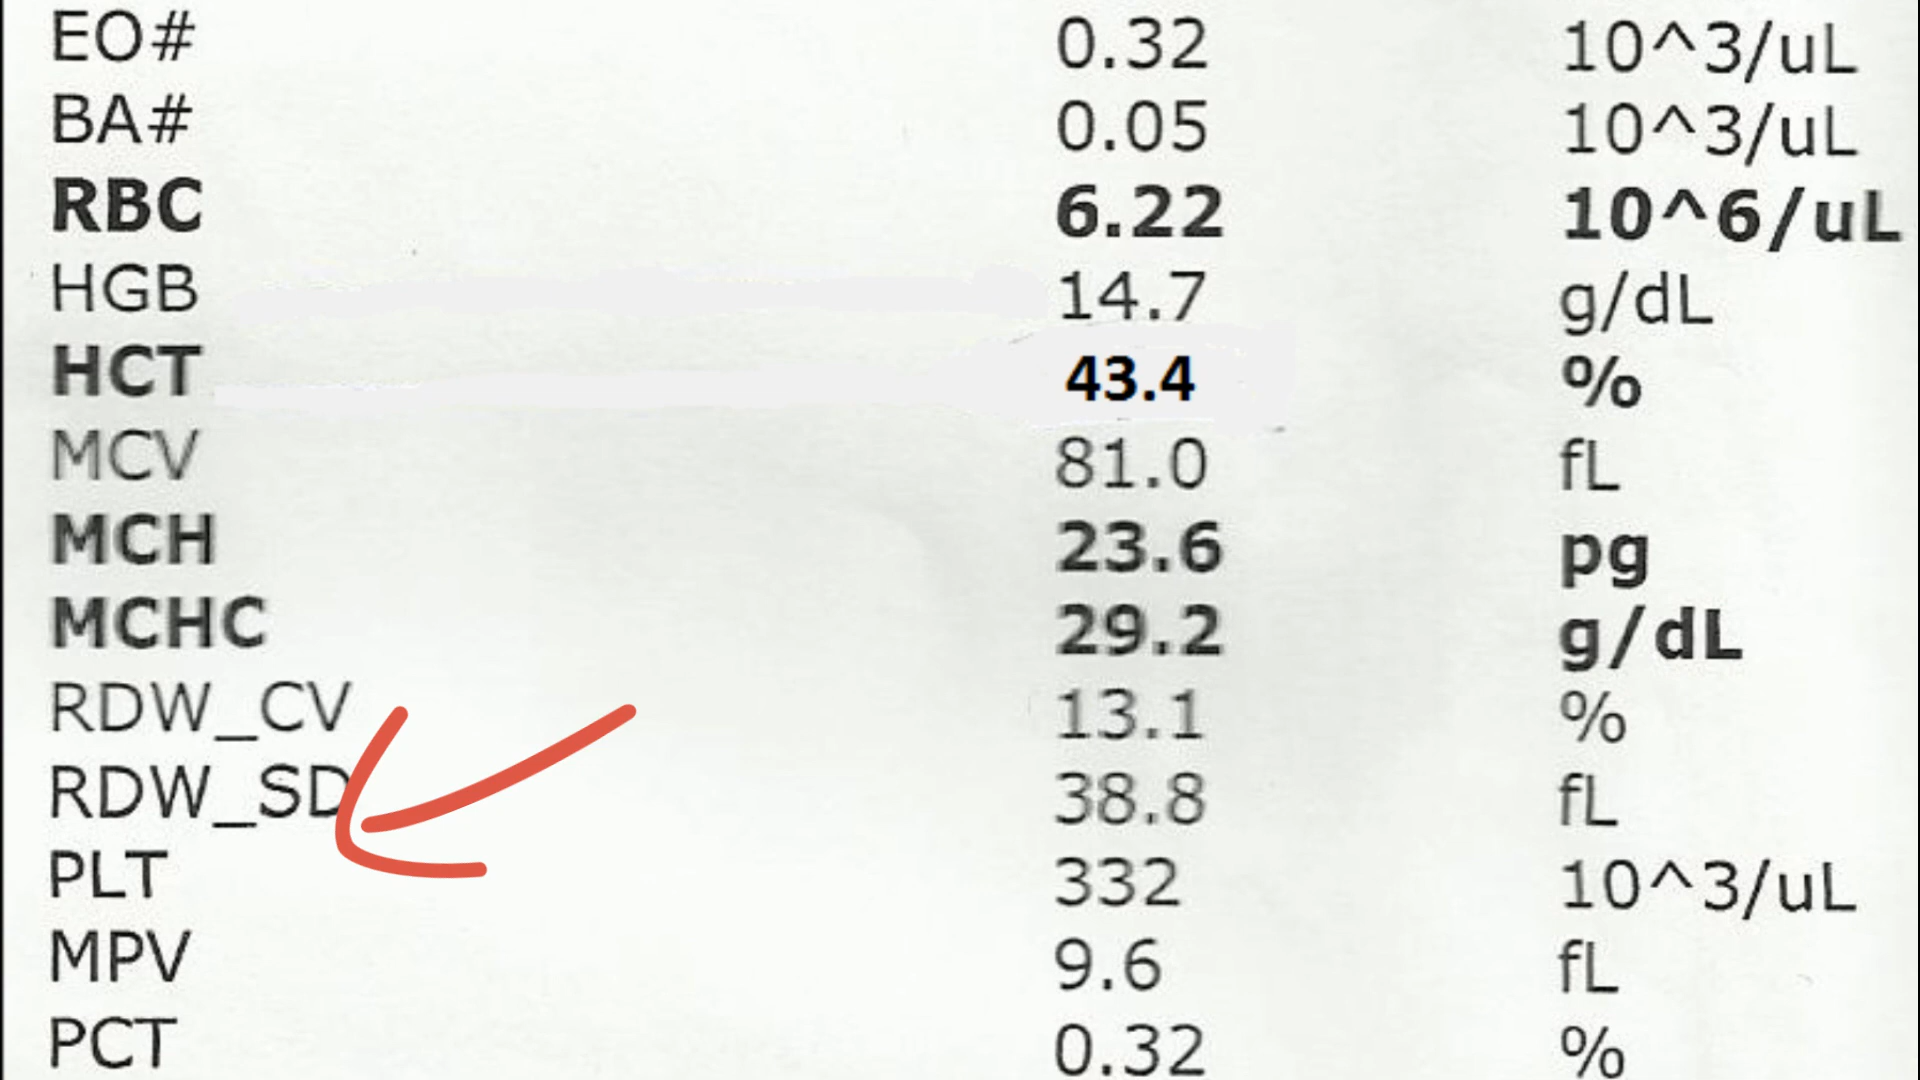 EO# 0.32 10^3/uL
BA# 0.05 10^3/uL
RBC 6.22 10^6/uL
HGB 14.7 g/dL
HCT 43.4 %
MCV 81.0 fL
MCH 23.6 pg
MCHC 29.2 g/dL
RDW_CV 13.1 %
RDW_SD 38.8 fL
PLT 332 10^3/uL
MPV 9.6 fL
PCT 0.32 %